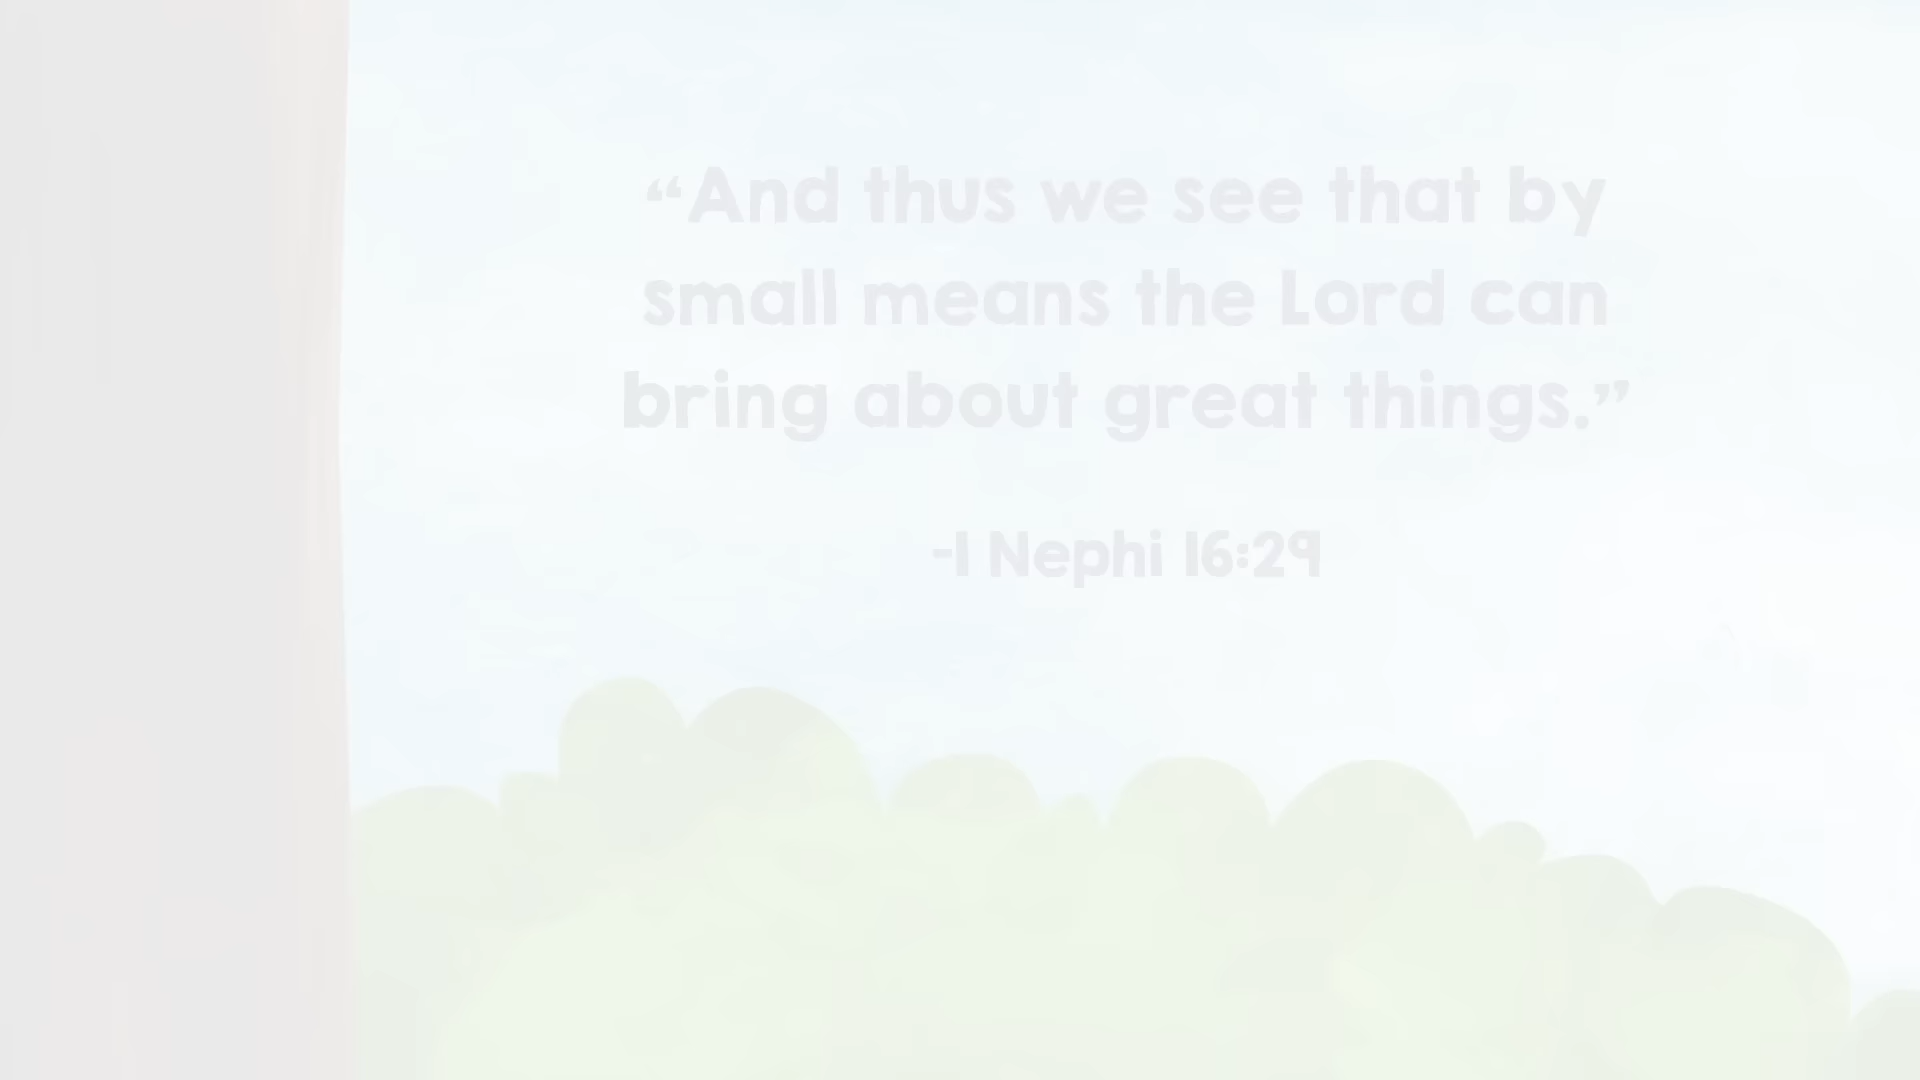 “And thus we see that by
small means the Lord can
bring about great things.”
-1 Nephi 16:29